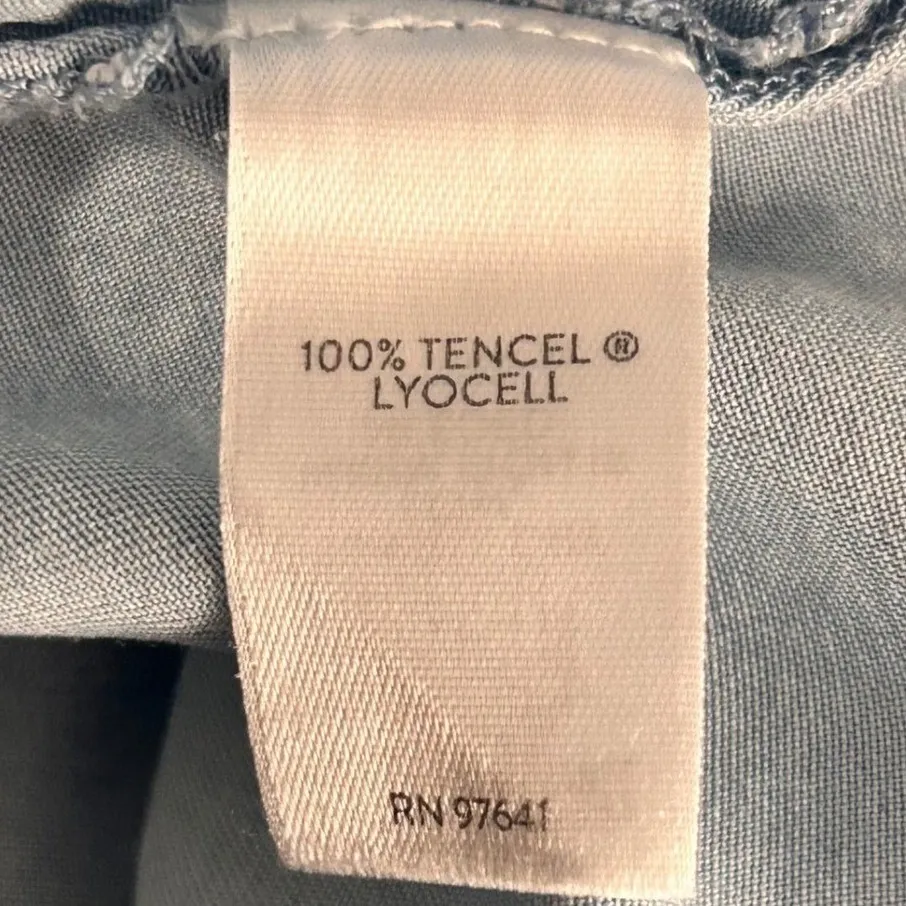 100% TENCEL ®
LYOCELL
RN 97641